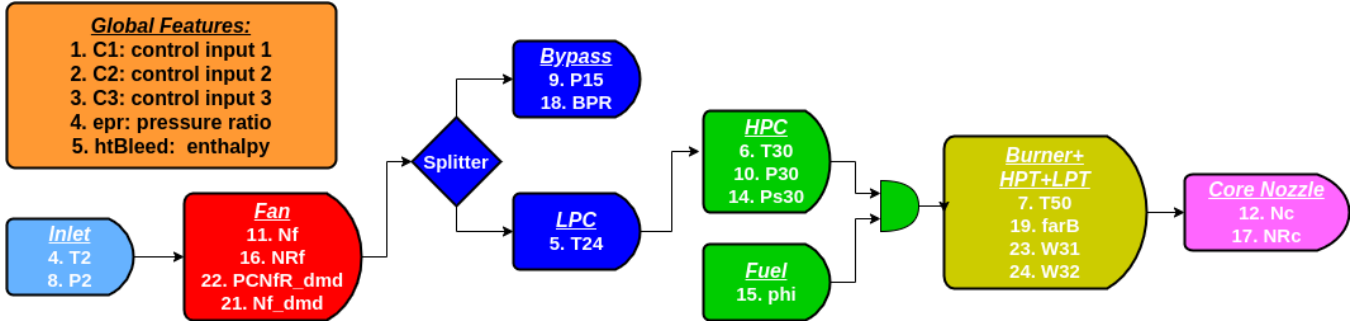 Global Features:
1. C1: control input 1
2. C2: control input 2
3. C3: control input 3
4. epr: pressure ratio
5. htBleed: enthalpy
Inlet
4. T2
8. P2
Fan
11. Nf
16. NRf
22. PCNfR_dmd
21. Nf_dmd
Splitter
Bypass
9. P15
18. BPR
LPC
5. T24
HPC
6. T30
10. P30
14. Ps30
Fuel
15. phi
Burner+
HPT+LPT
7. T50
19. farB
23. W31
24. W32
Core Nozzle
12. Nc
17. NRc